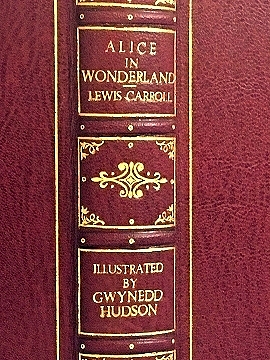 ALICE
IN
WONDERLAND
LEWIS CARROLL
ILLUSTRATED
BY
GWYNEDD
HUDSON